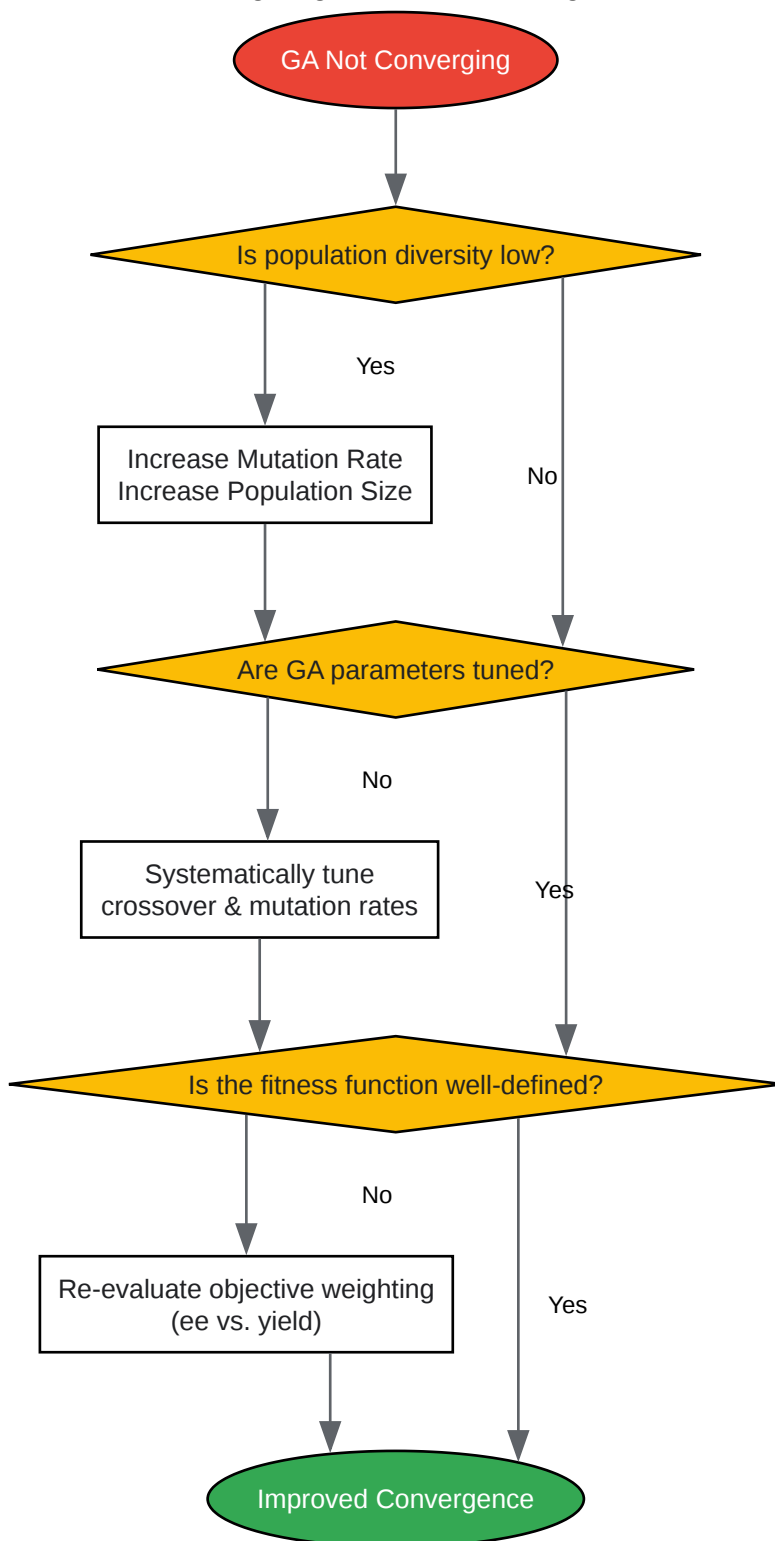 GA Not Converging
Is population diversity low?
Yes
Increase Mutation Rate
Increase Population Size
No
Are GA parameters tuned?
No
Systematically tune
crossover & mutation rates
Yes
Is the fitness function well-defined?
No
Re-evaluate objective weighting
(ee vs. yield)
Yes
Improved Convergence